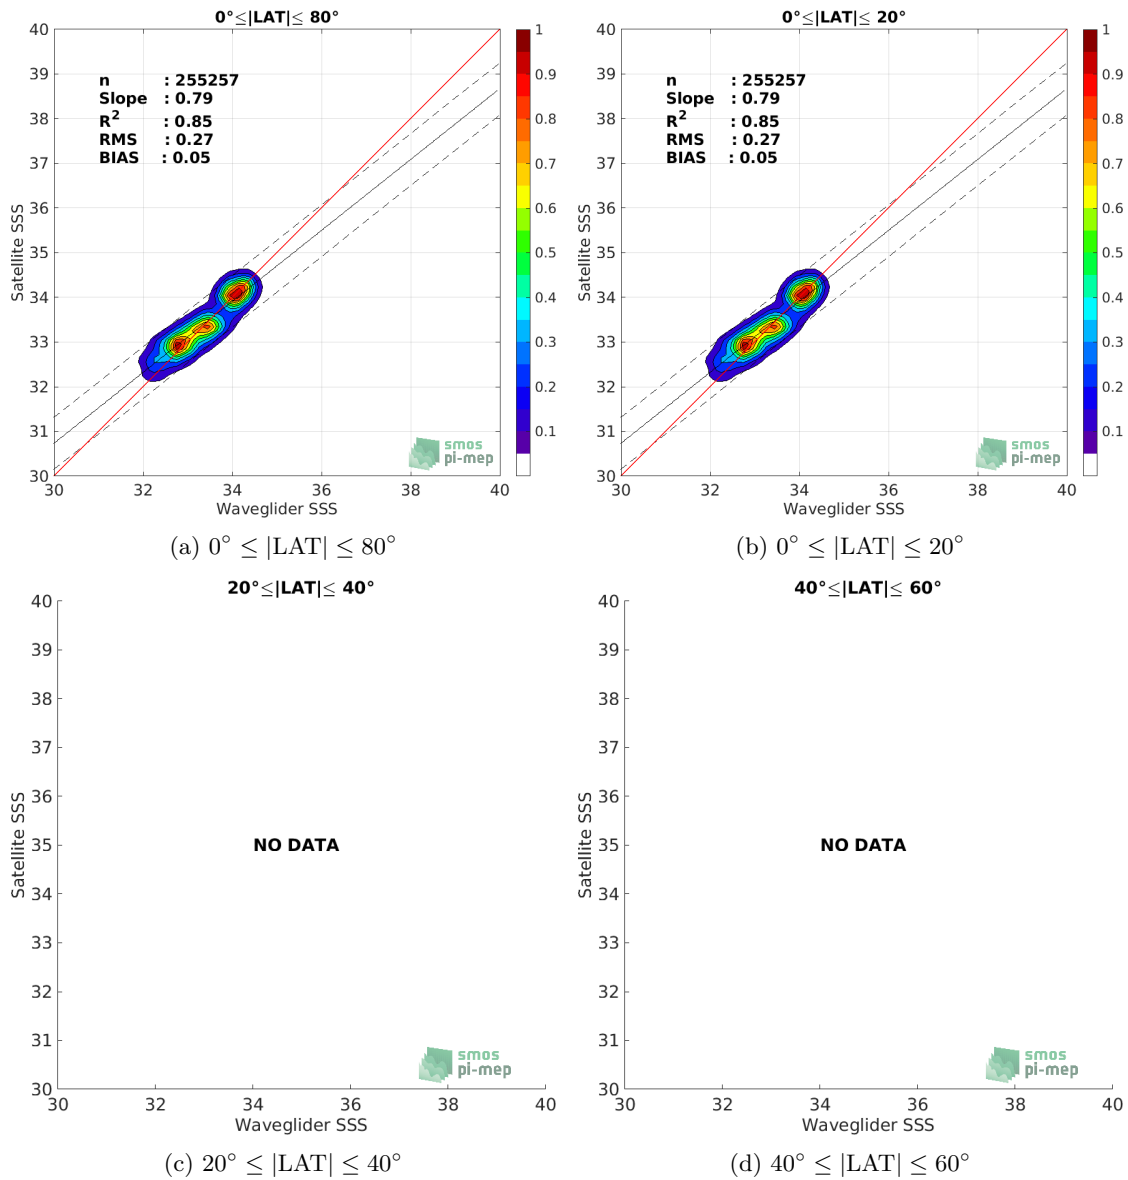 0°≤|LAT|≤ 80°
40
39
38
37
36
35
34
33
32
31
30
Satellite SSS
n : 255257
Slope : 0.79
R2 : 0.85
RMS : 0.27
BIAS : 0.05
smos
pi-mep
30 32 34 36 38 40
Waveglider SSS
1
0.9
0.8
0.7
0.6
0.5
0.4
0.3
0.2
0.1
(a) 0° ≤ |LAT| ≤ 80°
0°≤|LAT|≤ 20°
40
39
38
37
36
35
34
33
32
31
30
Satellite SSS
n : 255257
Slope : 0.79
R2 : 0.85
RMS : 0.27
BIAS : 0.05
smos
pi-mep
30 32 34 36 38 40
Waveglider SSS
1
0.9
0.8
0.7
0.6
0.5
0.4
0.3
0.2
0.1
(b) 0° ≤ |LAT| ≤ 20°
20°≤|LAT|≤ 40°
40
39
38
37
36
35
34
33
32
31
30
Satellite SSS
NO DATA
smos
pi-mep
30 32 34 36 38 40
Waveglider SSS
(c) 20° ≤ |LAT| ≤ 40°
40°≤|LAT|≤ 60°
40
39
38
37
36
35
34
33
32
31
30
Satellite SSS
NO DATA
smos
pi-mep
30 32 34 36 38 40
Waveglider SSS
(d) 40° ≤ |LAT| ≤ 60°